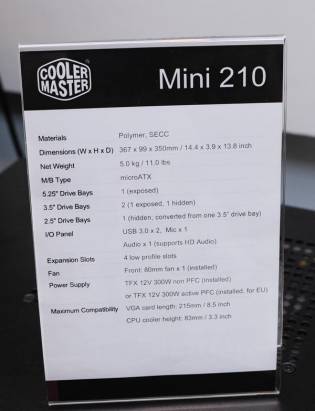 COOLER
MASTER
Mini 210
Materials Polymer, SECC
Dimensions (W x H x D) 367 x 99 x 350mm / 14.4 x 3.9 x 13.8 inch
Net Weight 5.0 kg / 11.0 lbs
M/B Type microATX
5.25" Drive Bays 1 (exposed)
3.5" Drive Bays 2 (1 exposed, 1 hidden)
2.5" Drive Bays 1 (hidden, converted from one 3.5" drive bay)
I/O Panel USB 3.0 x 2, Mic x 1
Audio x 1 (supports HD Audio)
Expansion Slots 4 low profile slots
Fan Front: 80mm fan x 1 (installed)
Power Supply TFX 12V 300W non PFC (installed)
or TFX 12V 300W active PFC (installed, for EU)
Maximum Compatibility VGA card length: 215mm / 8.5 inch
CPU cooler height: 83mm / 3.3 inch